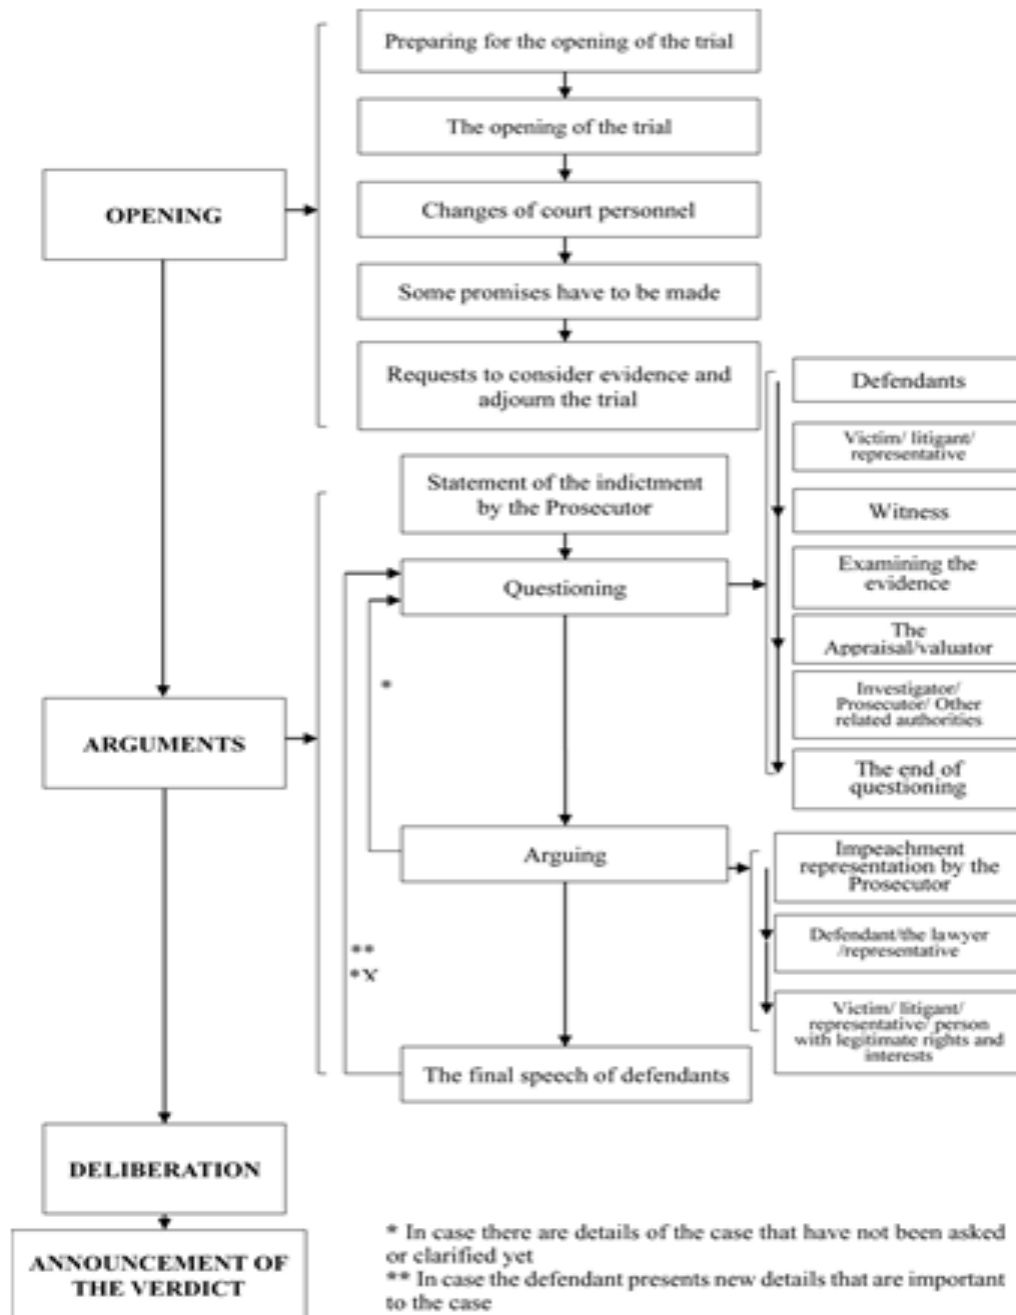 Preparing for the opening of the trial
The opening of the trial
OPENING
Changes of court personnel
Some promises have to be made
Requests to consider evidence and
adjourn the trial
Defendants
Victim/ litigant/
representative
Statement of the indictment
by the Prosecutor
Witness
Questioning
Examining the
evidence
The
Appraisal/valuator
*
Investigator/
Prosecutor/ Other
related authorities
ARGUMENTS
The end of
questioning
Arguing
Impeachment
representation by the
Prosecutor
Defendant/the lawyer
/representative
**
*X
Victim/ litigant/
representative/ person
with legitimate rights and
interests
The final speech of defendants
DELIBERATION
ANNOUNCEMENT OF
THE VERDICT
* In case there are details of the case that have not been asked
or clarified yet
** In case the defendant presents new details that are important
to the case